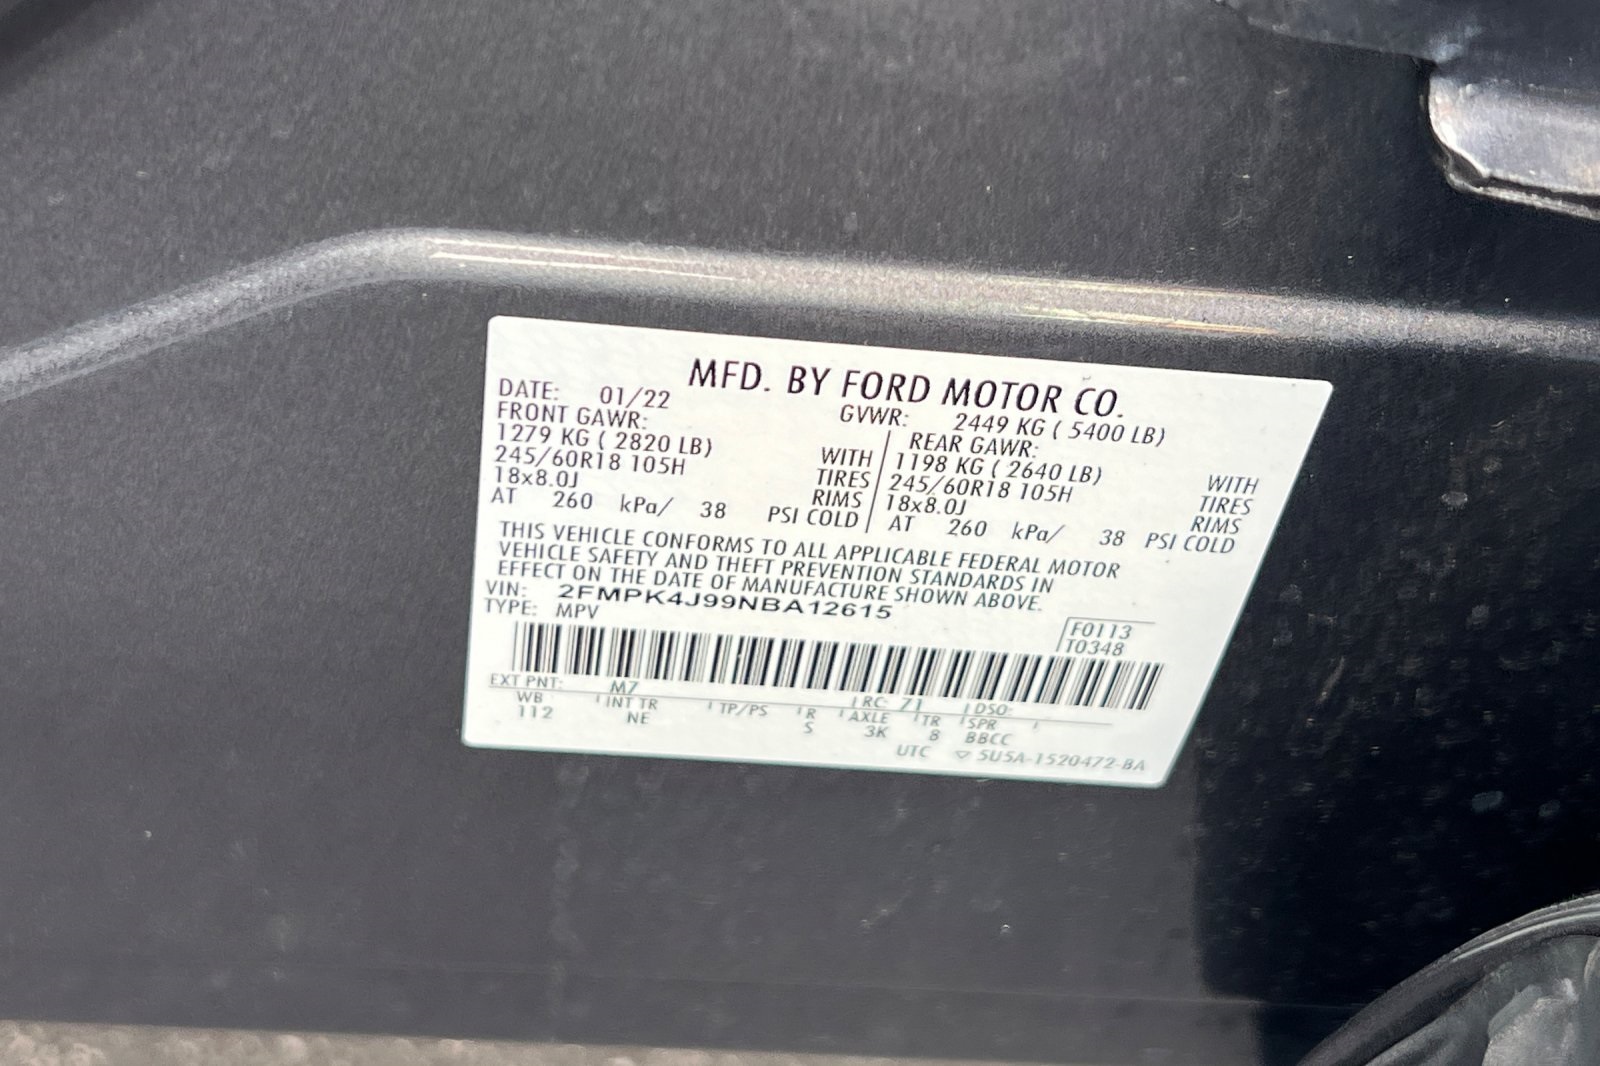 MFD. BY FORD MOTOR CO.
DATE: 01/22 GVWR: 2449 KG ( 5400 LB)
FRONT GAWR: REAR GAWR:
1279 KG ( 2820 LB) WITH 1198 KG ( 2640 LB) WITH
245/60R18 105H TIRES 245/60R18 105H TIRES
18x8.0J RIMS 18x8.0J RIMS
AT 260 kPa/ 38 PSI COLD AT 260 kPa/ 38 PSI COLD
THIS VEHICLE CONFORMS TO ALL APPLICABLE FEDERAL MOTOR
VEHICLE SAFETY AND THEFT PREVENTION STANDARDS IN
EFFECT ON THE DATE OF MANUFACTURE SHOWN ABOVE.
VIN: 2FMPK4J99NBA12615
TYPE: MPV
F0113
T0348
EXT PNT: M7 RC: 71 DSO:
WB INT TR TP/PS R AXLE TR SPR
112 NE S 3K 8 BBCC
UTC ▽ 5U5A-1520472-BA